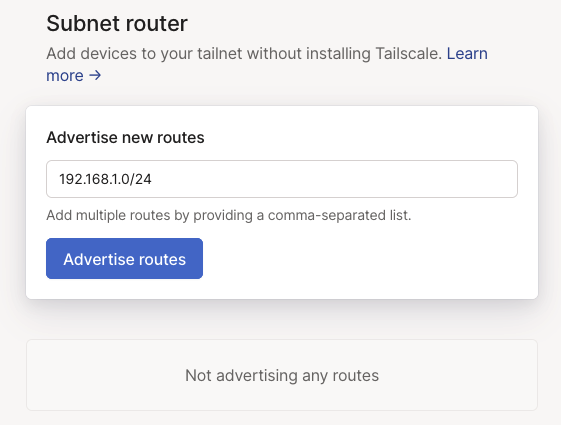 Subnet router
Add devices to your tailnet without installing Tailscale. Learn
more →
Advertise new routes
192.168.1.0/24
Add multiple routes by providing a comma-separated list.
Advertise routes
Not advertising any routes